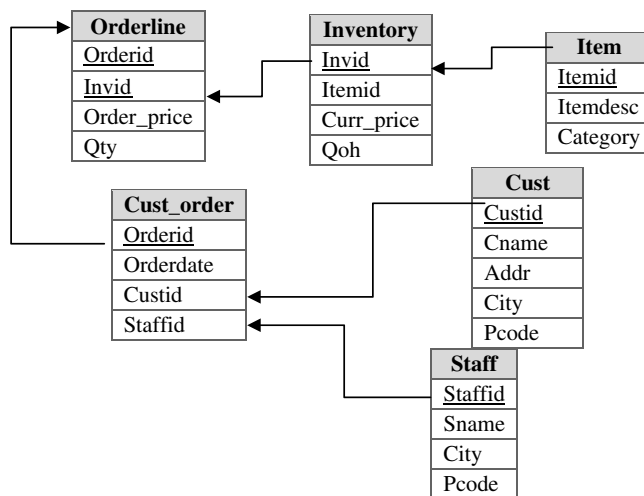 Orderline
Orderid
Invid
Order_price
Qty
Inventory
Invid
Itemid
Curr_price
Qoh
Item
Itemid
Itemdesc
Category
Cust_order
Orderid
Orderdate
Custid
Staffid
Cust
Custid
Cname
Addr
City
Pcode
Staff
Staffid
Sname
City
Pcode